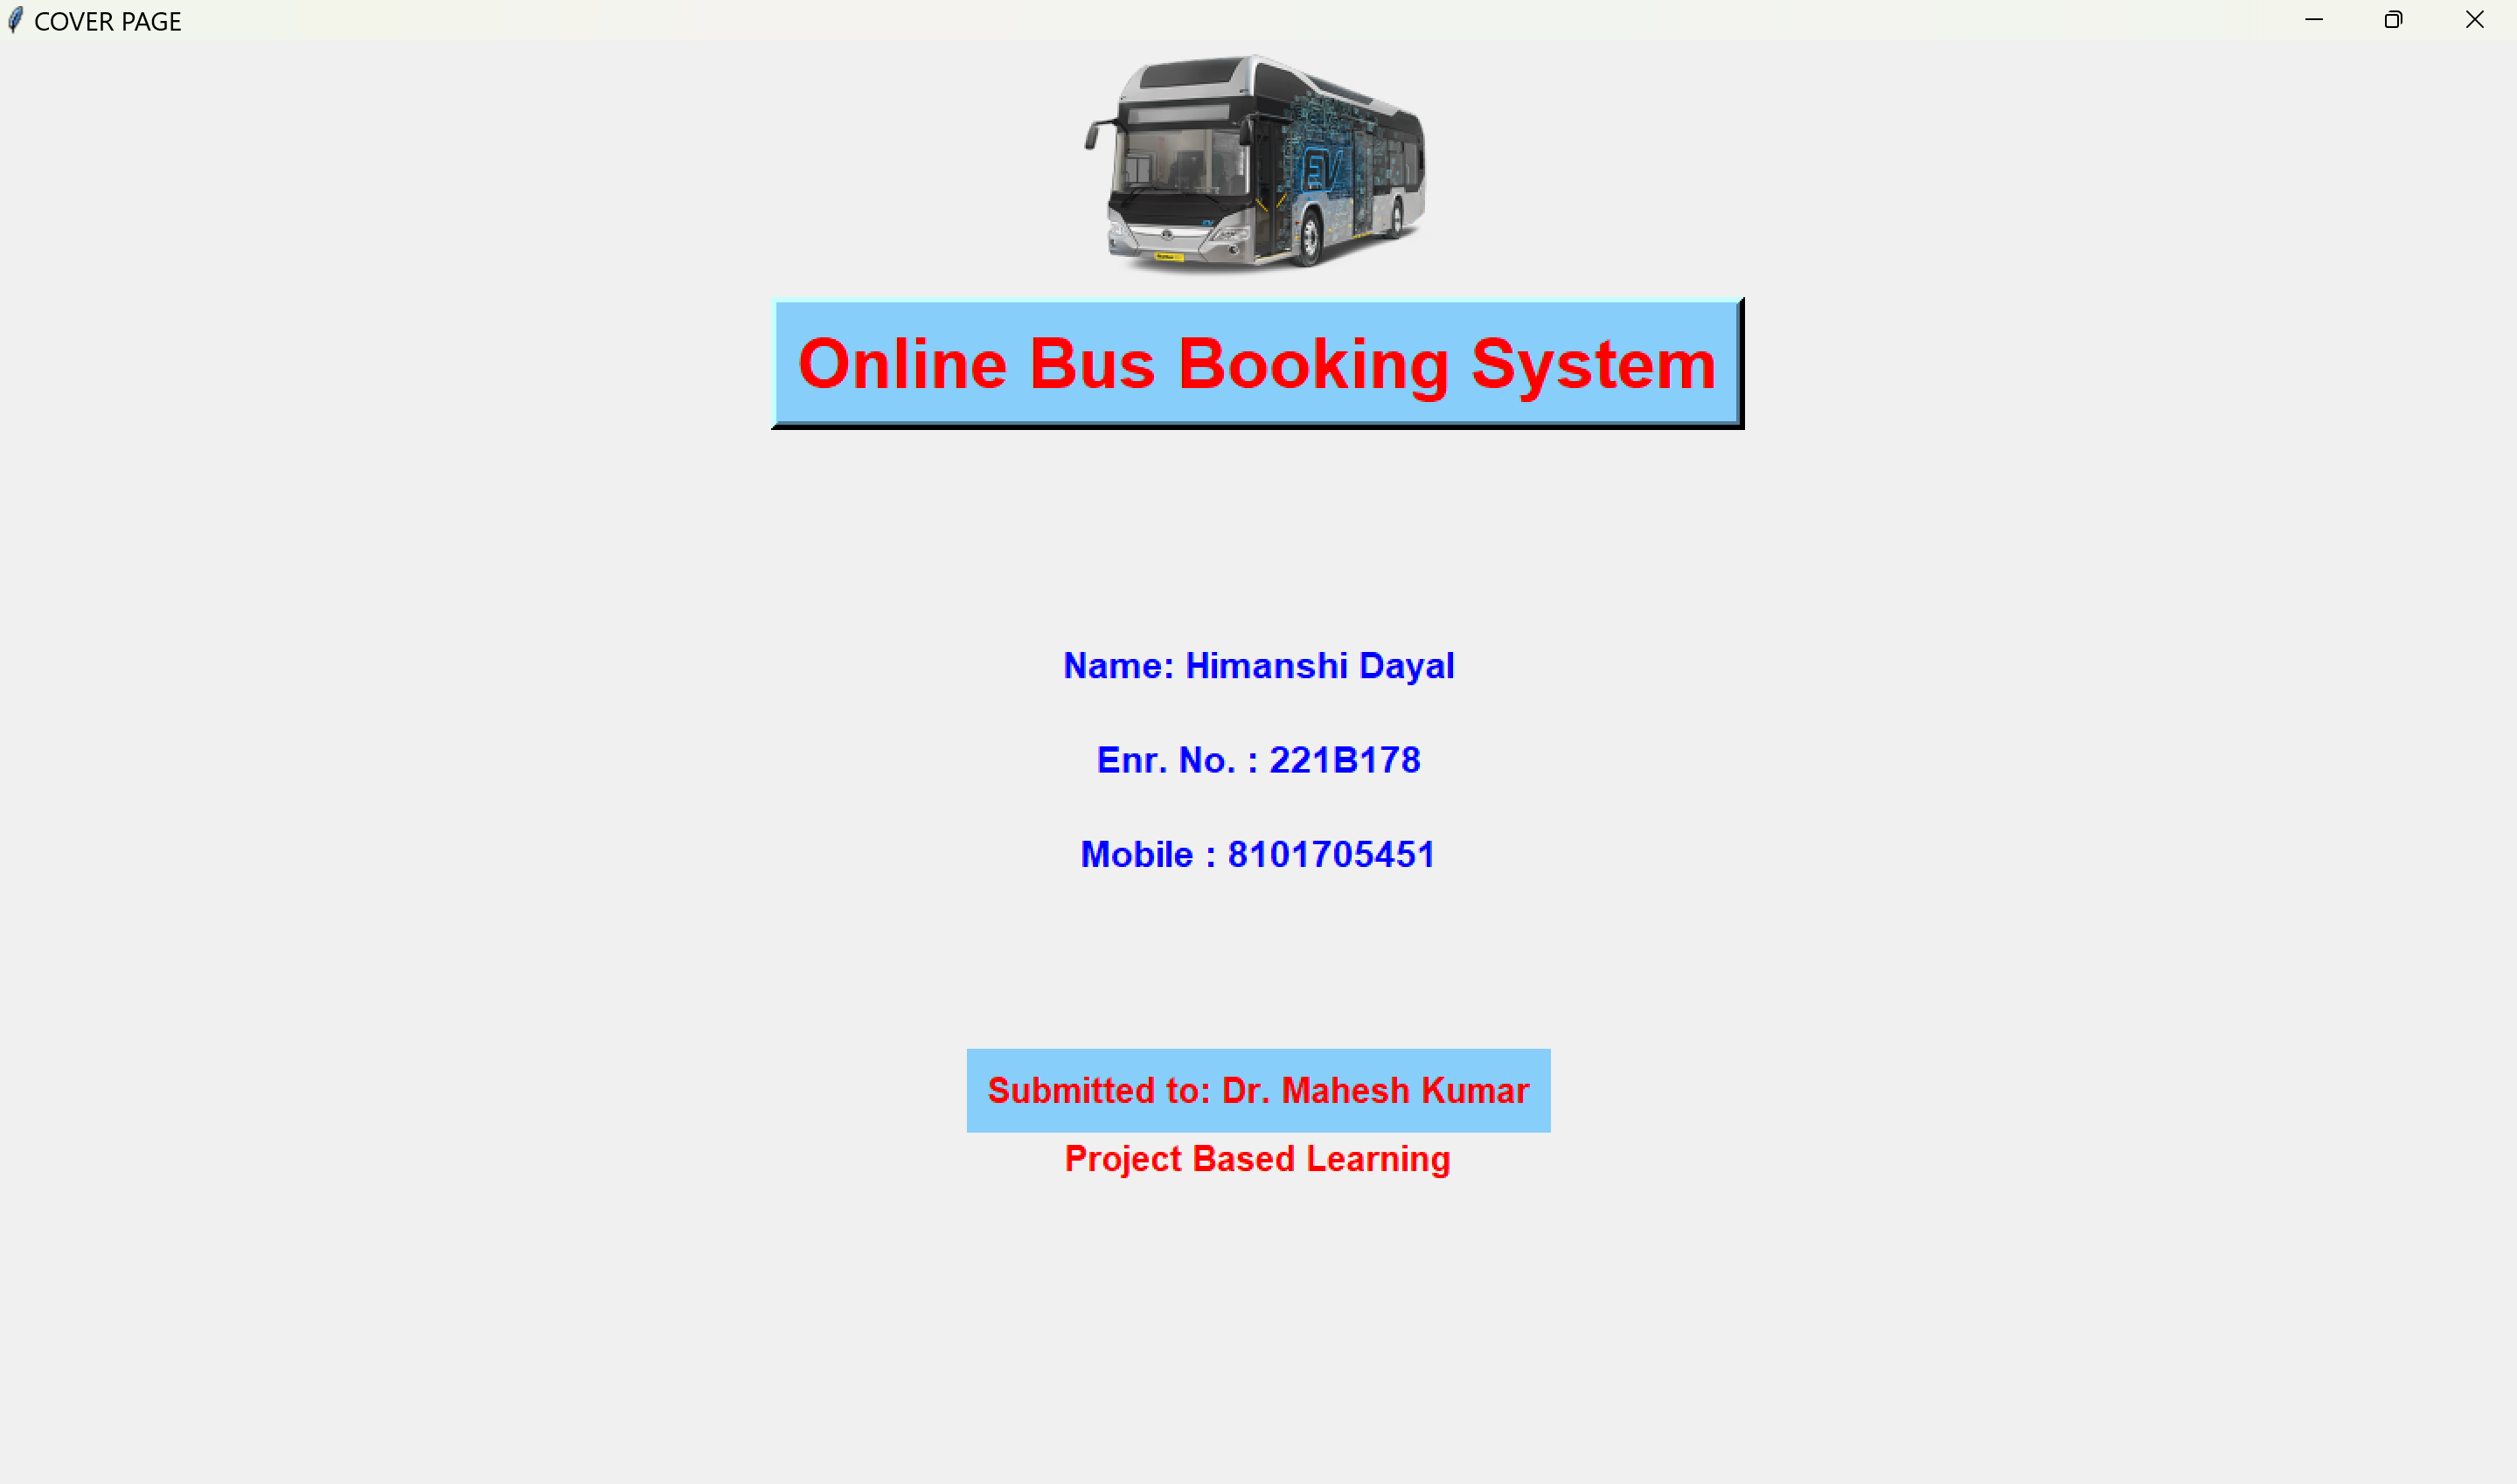 COVER PAGE
EV
Online Bus Booking System
Name: Himanshi Dayal
Enr. No. : 221B178
Mobile : 8101705451
Submitted to: Dr. Mahesh Kumar
Project Based Learning